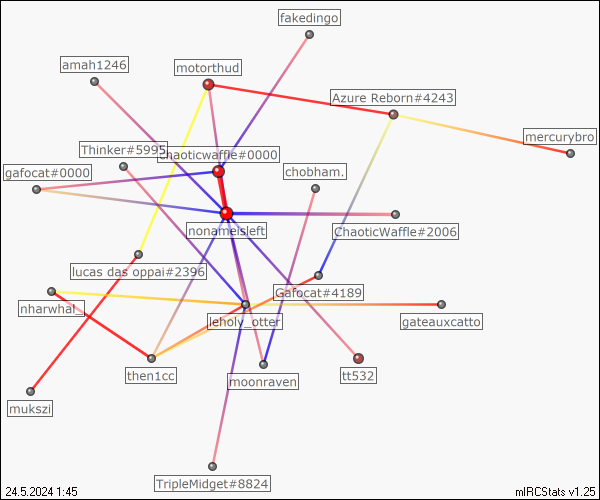 fakedingo
amah1246
motorthud
Azure Reborn#4243
mercurybro
Thinker#5995
chaoticwaffle#0000
gafocat#0000
chobham.
nonameisleft
ChaoticWaffle#2006
lucas das oppai#2396
Gafocat#4189
nharwhal_
leholy_otter
gateauxcatto
then1cc
moonraven
tt532
mukszi
TripleMidget#8824
24.5.2024 1:45
mIRCStats v1.25